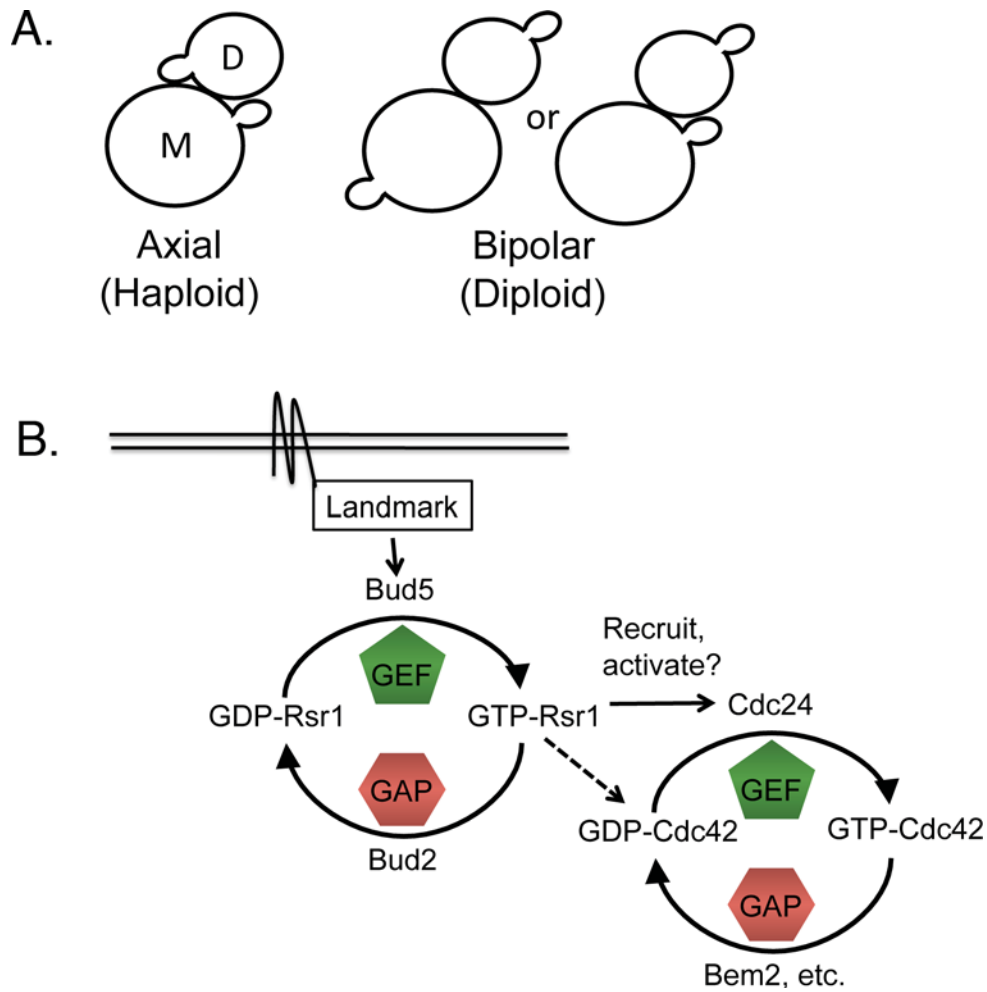 A.
D
M
or
Axial
(Haploid)
Bipolar
(Diploid)
B.
Landmark
Bud5
GEF
GDP-Rsr1
GTP-Rsr1
GAP
Bud2
Recruit,
activate?
Cdc24
GEF
GDP-Cdc42
GTP-Cdc42
GAP
Bem2, etc.